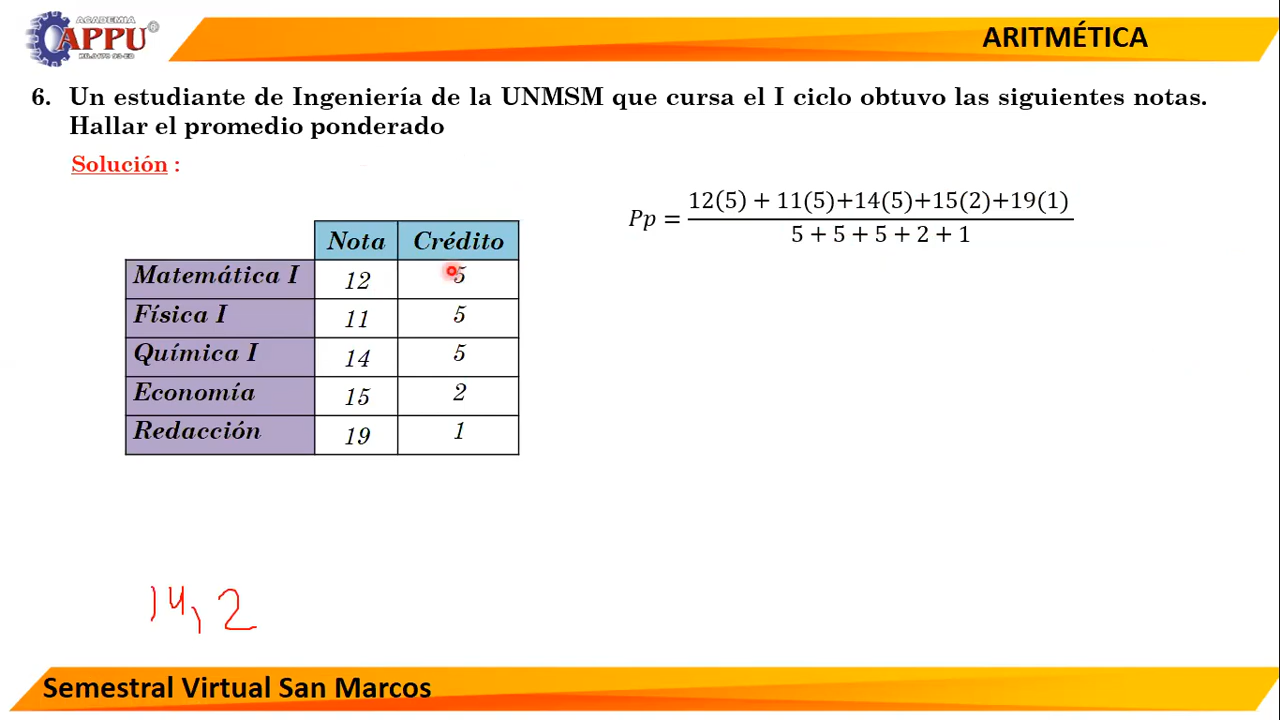 ACADEMIA
APPU
ARITMÉTICA
6. Un estudiante de Ingeniería de la UNMSM que cursa el I ciclo obtuvo las siguientes notas.
Hallar el promedio ponderado
Solución :
Pp = \frac{12(5) + 11(5)+14(5)+15(2)+19(1)}{5 + 5 + 5 + 2 + 1}
Nota Crédito
Matemática I 12 5
Física I 11 5
Química I 14 5
Economía 15 2
Redacción 19 1
14,2
Semestral Virtual San Marcos